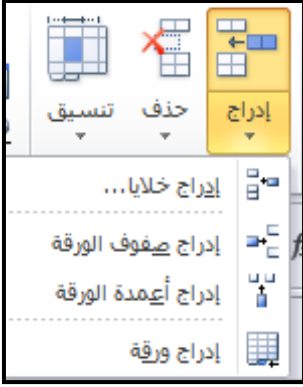 إدراج حذف تنسيق
إدراج خلايا...
إدراج صفوف الورقة
إدراج أعمدة الورقة
إدراج ورقة